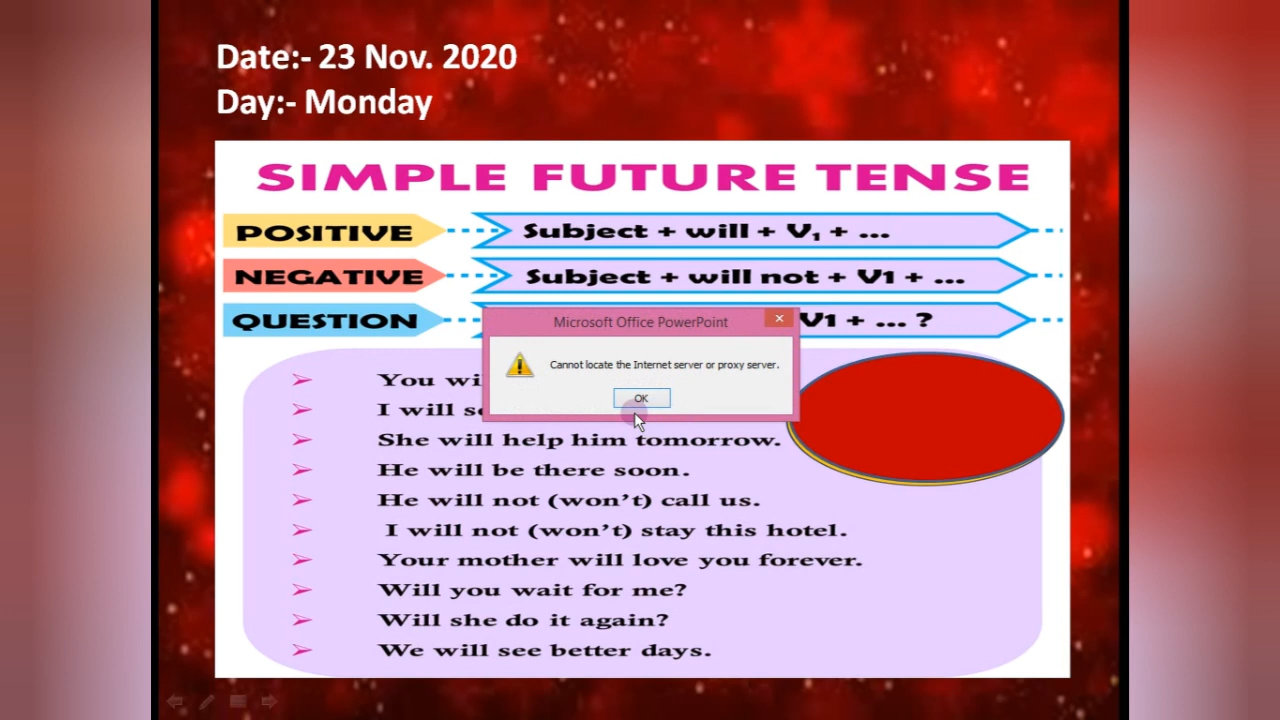 Date:- 23 Nov. 2020
Day:- Monday
SIMPLE FUTURE TENSE
POSITIVE
Subject + will + V₁ + ...
NEGATIVE
Subject + will not + V1 + ...
QUESTION
V1 + ... ?
Microsoft Office PowerPoint
Cannot locate the Internet server or proxy server.
OK
You
I will
She will help him tomorrow.
He will be there soon.
He will not (won't) call us.
I will not (won't) stay this hotel.
Your mother will love you forever.
Will you wait for me?
Will she do it again?
We will see better days.